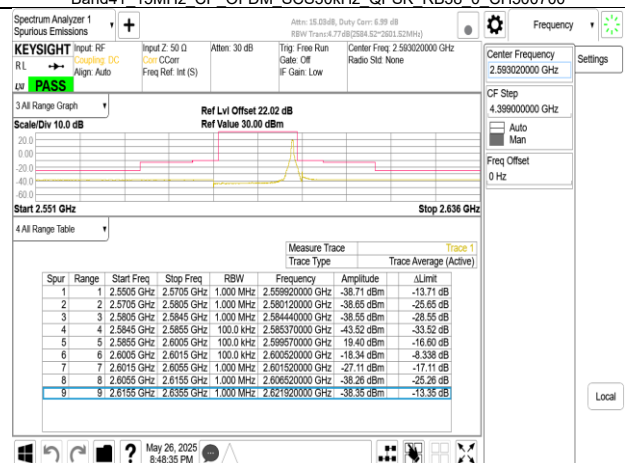 Band41_15MHz_CP_OFDM_SCS30kHz_QPSK_RB38_0_CH500700
Spectrum Analyzer 1
Spurious Emissions
Attn: 15.03dB, Duty Corr: 6.99 dB
RBW Trans:4.77 dB(2584.52~2601.52MHz)
Frequency
KEYSIGHT Input: RF Input Z: 50 Ω Atten: 30 dB Trig: Free Run Center Freq: 2.593020000 GHz
RL Coupling: DC Corr CCorr Gate: Off Radio Std: None
Align: Auto Freq Ref: Int (S) IF Gain: Low
LW PASS
Center Frequency
2.593020000 GHz
Settings
CF Step
4.399000000 GHz
Auto
Man
Freq Offset
0 Hz
3 All Range Graph
Ref Lvl Offset 22.02 dB
Scale/Div 10.0 dB Ref Value 30.00 dBm
20.0
0.00
-20.0
-40.0
-60.0
Start 2.551 GHz Stop 2.636 GHz
4 All Range Table
Measure Trace Trace 1
Trace Type Trace Average (Active)
Spur Range Start Freq Stop Freq RBW Frequency Amplitude ΔLimit
1 1 2.5505 GHz 2.5705 GHz 1.000 MHz 2.559920000 GHz -38.71 dBm -13.71 dB
2 2 2.5705 GHz 2.5805 GHz 1.000 MHz 2.580120000 GHz -38.65 dBm -25.65 dB
3 3 2.5805 GHz 2.5845 GHz 1.000 MHz 2.584440000 GHz -38.55 dBm -28.55 dB
4 4 2.5845 GHz 2.5855 GHz 100.0 kHz 2.585370000 GHz -43.52 dBm -33.52 dB
5 5 2.5855 GHz 2.6005 GHz 100.0 kHz 2.599570000 GHz 19.40 dBm -16.60 dB
6 6 2.6005 GHz 2.6015 GHz 100.0 kHz 2.600520000 GHz -18.34 dBm -8.338 dB
7 7 2.6015 GHz 2.6055 GHz 1.000 MHz 2.601520000 GHz -27.11 dBm -17.11 dB
8 8 2.6055 GHz 2.6155 GHz 1.000 MHz 2.606520000 GHz -38.26 dBm -25.26 dB
9 9 2.6155 GHz 2.6355 GHz 1.000 MHz 2.621920000 GHz -38.35 dBm -13.35 dB
Local
May 26, 2025
8:48:35 PM